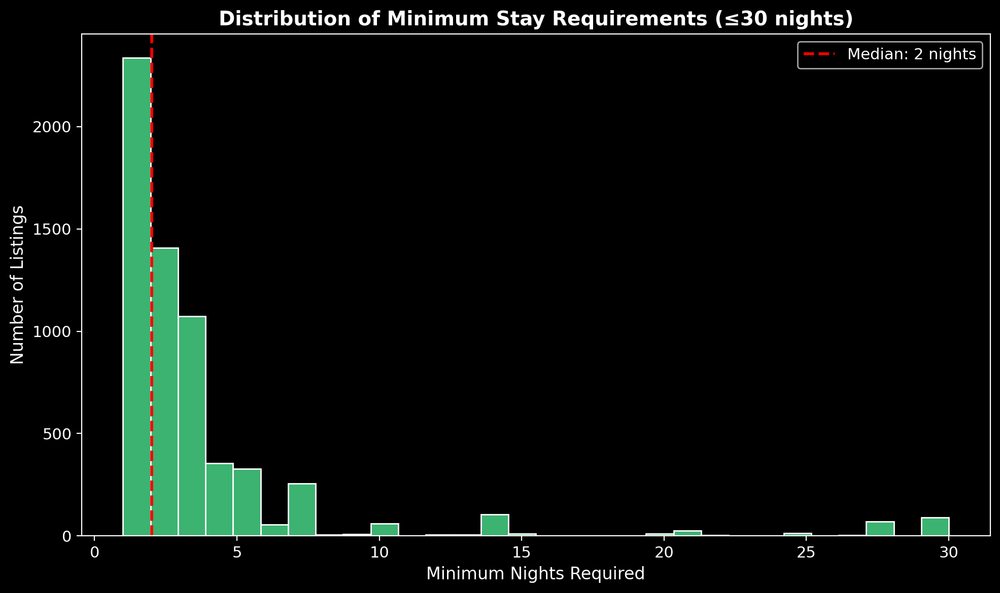 Distribution of Minimum Stay Requirements (≤30 nights)
Median: 2 nights
Number of Listings
2000
1500
1000
500
0
0 5 10 15 20 25 30
Minimum Nights Required